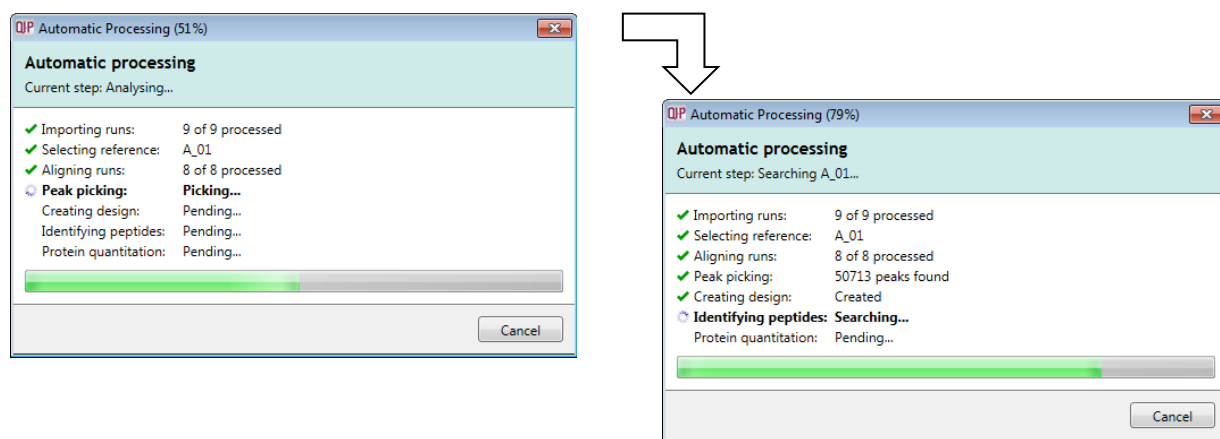 QIP Automatic Processing (51%)
Automatic processing
Current step: Analysing...
Importing runs: 9 of 9 processed
Selecting reference: A_01
Aligning runs: 8 of 8 processed
Peak picking: Picking...
Creating design: Pending...
Identifying peptides: Pending...
Protein quantitation: Pending...
Cancel
QIP Automatic Processing (79%)
Automatic processing
Current step: Searching A_01...
Importing runs: 9 of 9 processed
Selecting reference: A_01
Aligning runs: 8 of 8 processed
Peak picking: 50713 peaks found
Creating design: Created
Identifying peptides: Searching...
Protein quantitation: Pending...
Cancel